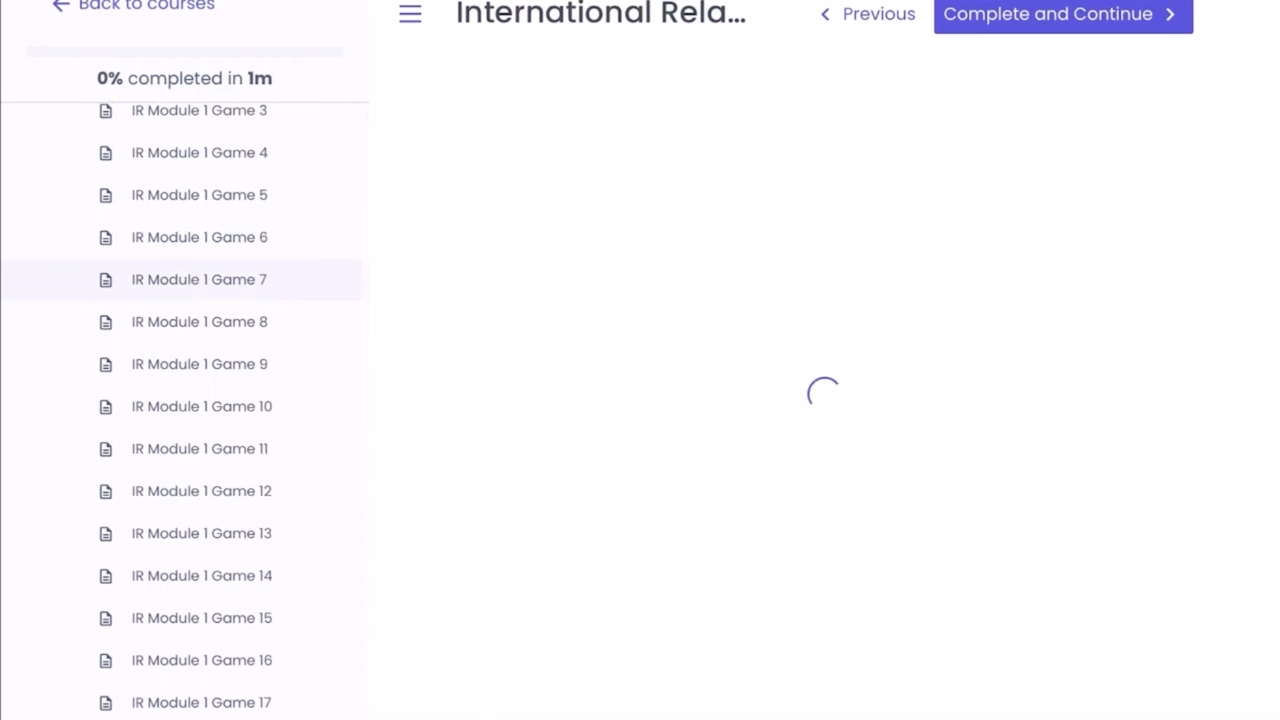 Back to courses
International Rela...
Previous
Complete and Continue
0% completed in 1m
IR Module 1 Game 3
IR Module 1 Game 4
IR Module 1 Game 5
IR Module 1 Game 6
IR Module 1 Game 7
IR Module 1 Game 8
IR Module 1 Game 9
IR Module 1 Game 10
IR Module 1 Game 11
IR Module 1 Game 12
IR Module 1 Game 13
IR Module 1 Game 14
IR Module 1 Game 15
IR Module 1 Game 16
IR Module 1 Game 17